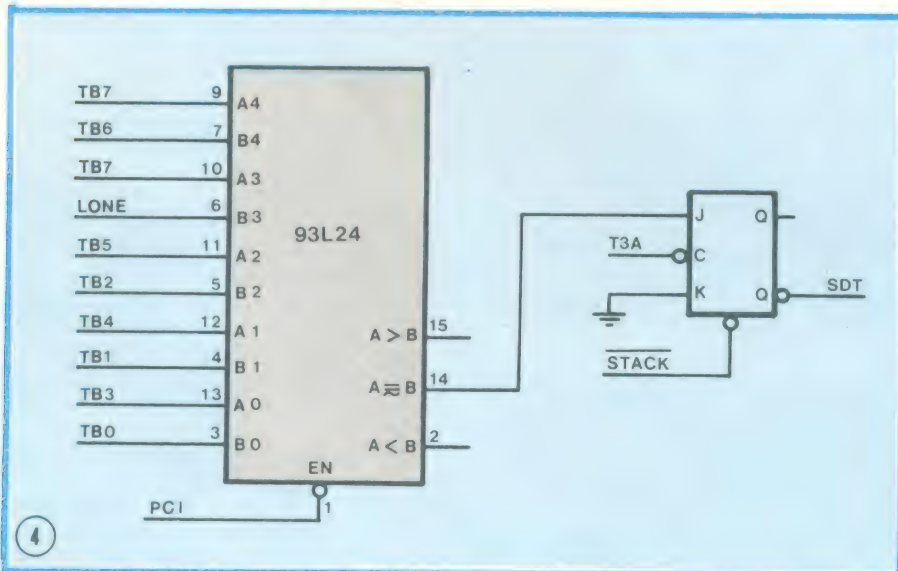 TB7 9 A4
TB6 7 B4
TB7 10 A3
LONE 6 B3
TB5 11 A2
TB2 5 B2
TB4 12 A1
TB1 4 B1
TB3 13 A0
TB0 3 B0
93L24
A > B 15
A B 14
A < B 2
EN
PCI 1
J Q
T3A C
K Q SDT
STACK
4